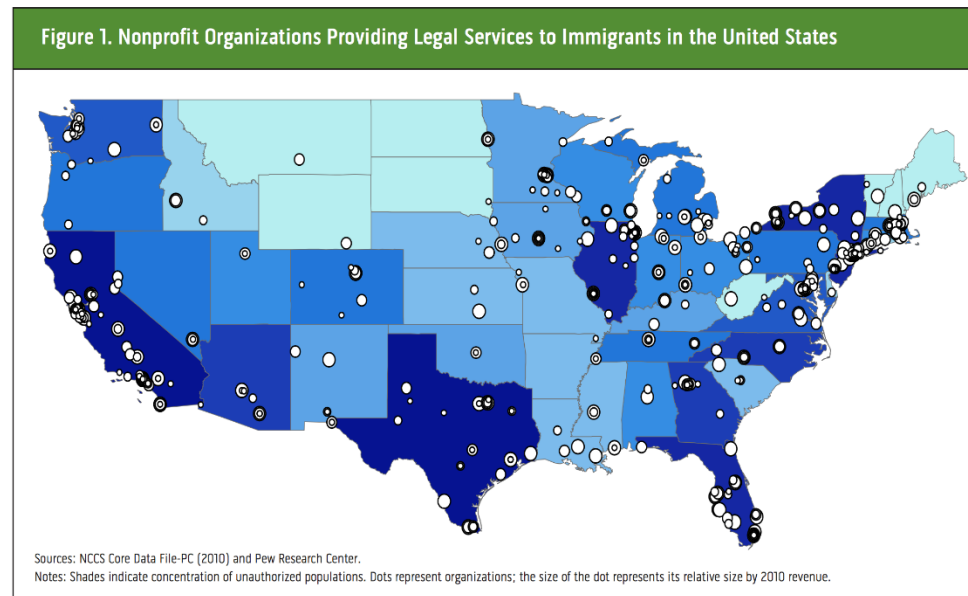 Figure 1. Nonprofit Organizations Providing Legal Services to Immigrants in the United States
Sources: NCCS Core Data File-PC (2010) and Pew Research Center.
Notes: Shades indicate concentration of unauthorized populations. Dots represent organizations; the size of the dot represents its relative size by 2010 revenue.